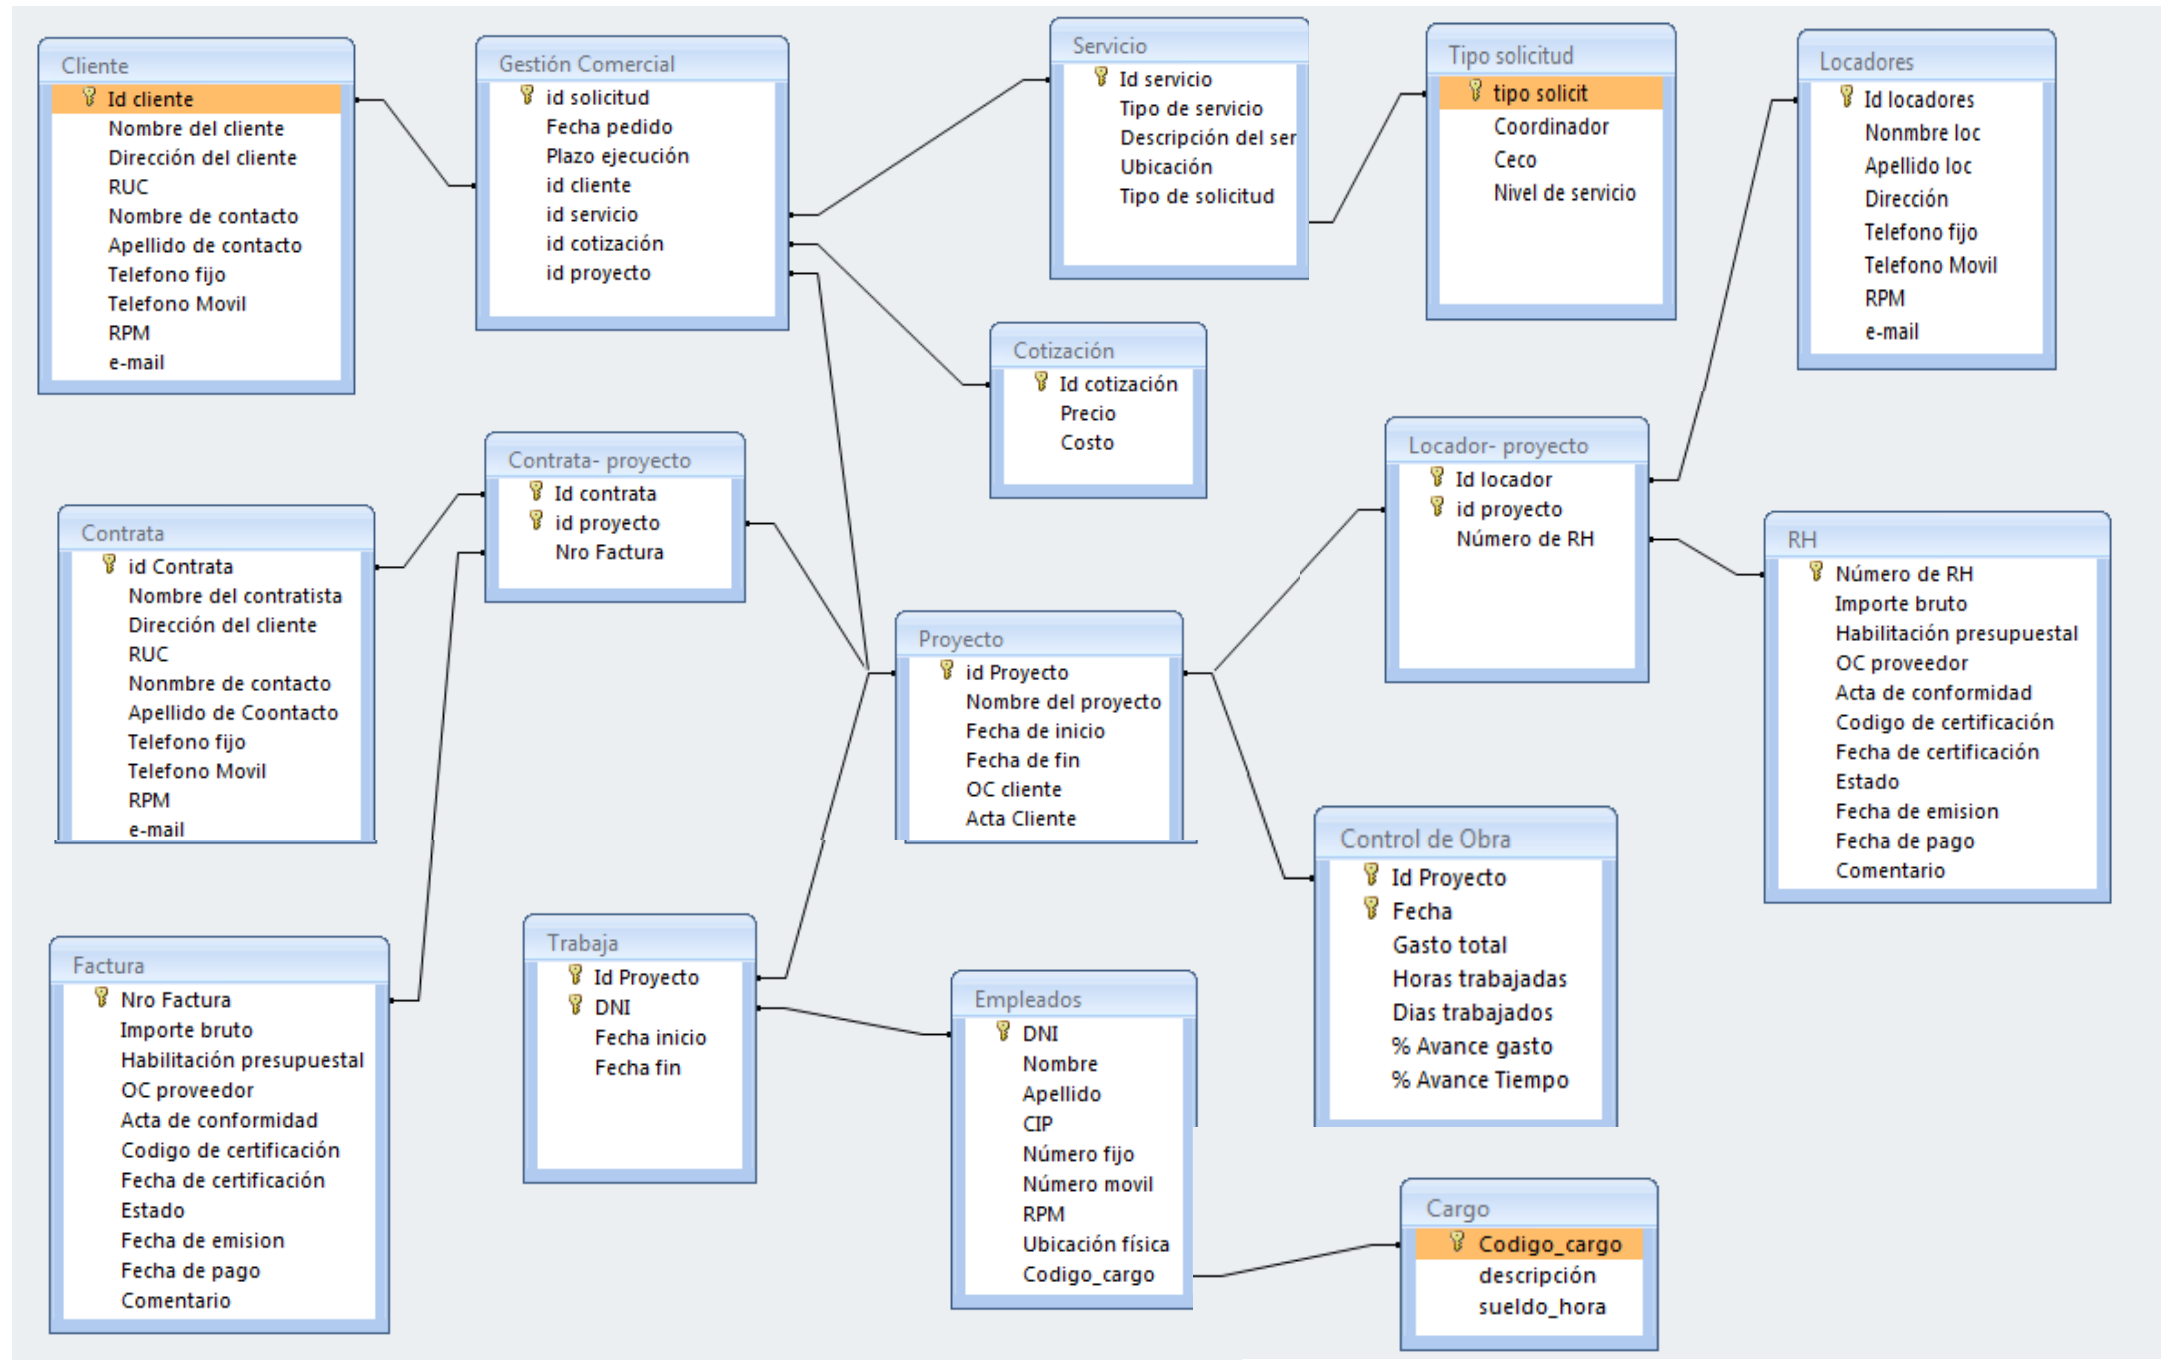 Cliente
Id cliente
Nombre del cliente
Dirección del cliente
RUC
Nombre de contacto
Apellido de contacto
Telefono fijo
Telefono Movil
RPM
e-mail
Gestión Comercial
id solicitud
Fecha pedido
Plazo ejecución
id cliente
id servicio
id cotización
id proyecto
Servicio
Id servicio
Tipo de servicio
Descripción del ser
Ubicación
Tipo de solicitud
Tipo solicitud
tipo solicit
Coordinador
Ceco
Nivel de servicio
Locadores
Id locadores
Nonmbre loc
Apellido loc
Dirección
Telefono fijo
Telefono Movil
RPM
e-mail
Cotización
Id cotización
Precio
Costo
Contrata- proyecto
Id contrata
id proyecto
Nro Factura
Locador- proyecto
Id locador
id proyecto
Número de RH
Contrata
id Contrata
Nombre del contratista
Dirección del cliente
RUC
Nonmbre de contacto
Apellido de Coontacto
Telefono fijo
Telefono Movil
RPM
e-mail
Proyecto
id Proyecto
Nombre del proyecto
Fecha de inicio
Fecha de fin
OC cliente
Acta Cliente
RH
Número de RH
Importe bruto
Habilitación presupuestal
OC proveedor
Acta de conformidad
Codigo de certificación
Fecha de certificación
Estado
Fecha de emision
Fecha de pago
Comentario
Control de Obra
Id Proyecto
Fecha
Gasto total
Horas trabajadas
Dias trabajados
% Avance gasto
% Avance Tiempo
Factura
Nro Factura
Importe bruto
Habilitación presupuestal
OC proveedor
Acta de conformidad
Codigo de certificación
Fecha de certificación
Estado
Fecha de emision
Fecha de pago
Comentario
Trabaja
Id Proyecto
DNI
Fecha inicio
Fecha fin
Empleados
DNI
Nombre
Apellido
CIP
Número fijo
Número movil
RPM
Ubicación física
Codigo_cargo
Cargo
Codigo_cargo
descripción
sueldo_hora